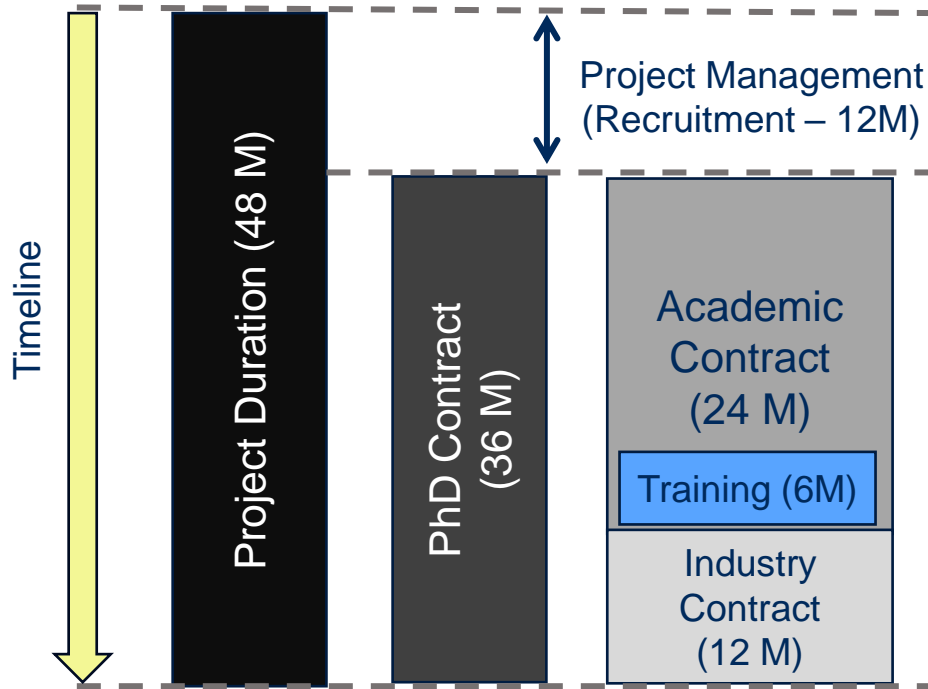 Timeline
Project Duration (48 M)
PhD Contract
(36 M)
Project Management
(Recruitment – 12M)
Academic
Contract
(24 M)
Training (6M)
Industry
Contract
(12 M)